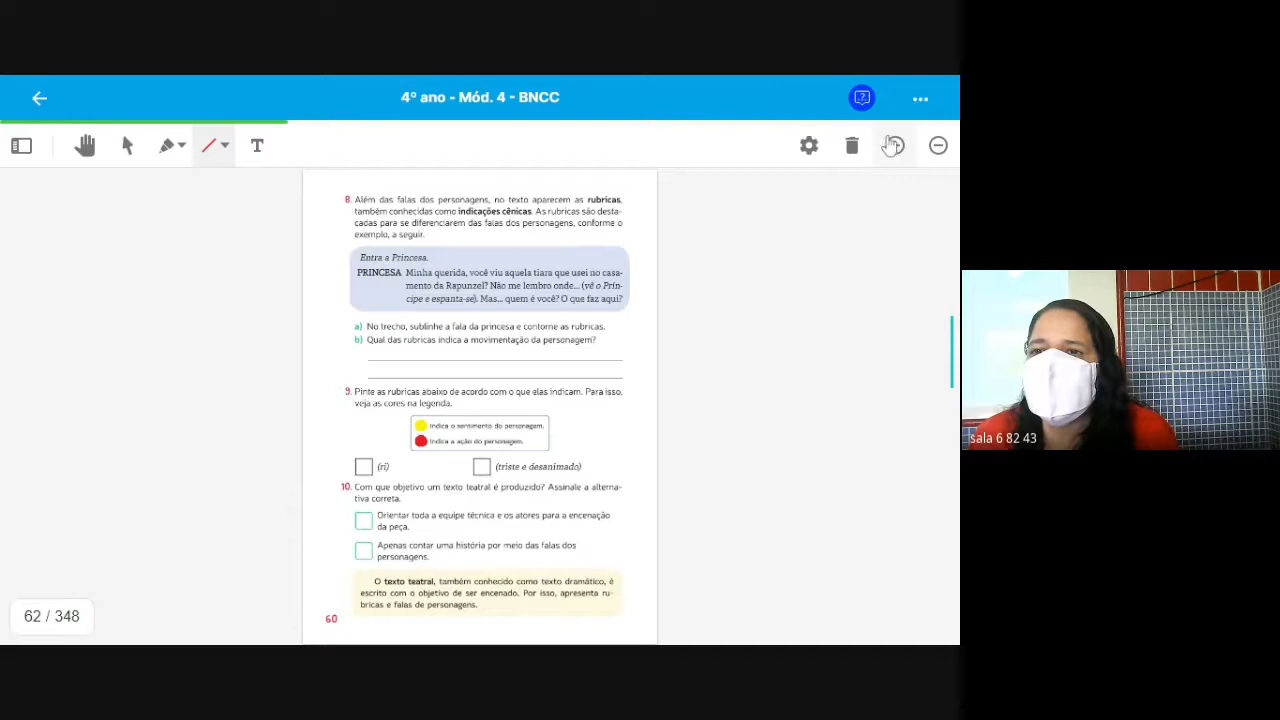 4º ano - Mód. 4 - BNCC
T
8. Além das falas dos personagens, no texto aparecem as rubricas,
também conhecidas como indicações cênicas. As rubricas são desta-
cadas para se diferenciarem das falas dos personagens, conforme o
exemplo, a seguir.
Entra a Princesa.
PRINCESA Minha querida, você viu aquela tiara que usei no casa-
mento da Rapunzel? Não me lembro onde... (vê o Prín-
cipe e espanta-se). Mas... quem é você? O que faz aqui?
a) No trecho, sublinhe a fala da princesa e contorne as rubricas.
b) Qual das rubricas indica a movimentação da personagem?
9. Pinte as rubricas abaixo de acordo com o que elas indicam. Para isso,
veja as cores na legenda.
Indica o sentimento do personagem.
Indica a ação do personagem.
(ri)
(triste e desanimado)
10. Com que objetivo um texto teatral é produzido? Assinale a alterna-
tiva correta.
Orientar toda a equipe técnica e os atores para a encenação
da peça.
Apenas contar uma história por meio das falas dos
personagens.
O texto teatral, também conhecido como texto dramático, é
escrito com o objetivo de ser encenado. Por isso, apresenta ru-
bricas e falas de personagens.
60
62 / 348
sala 6 82 43